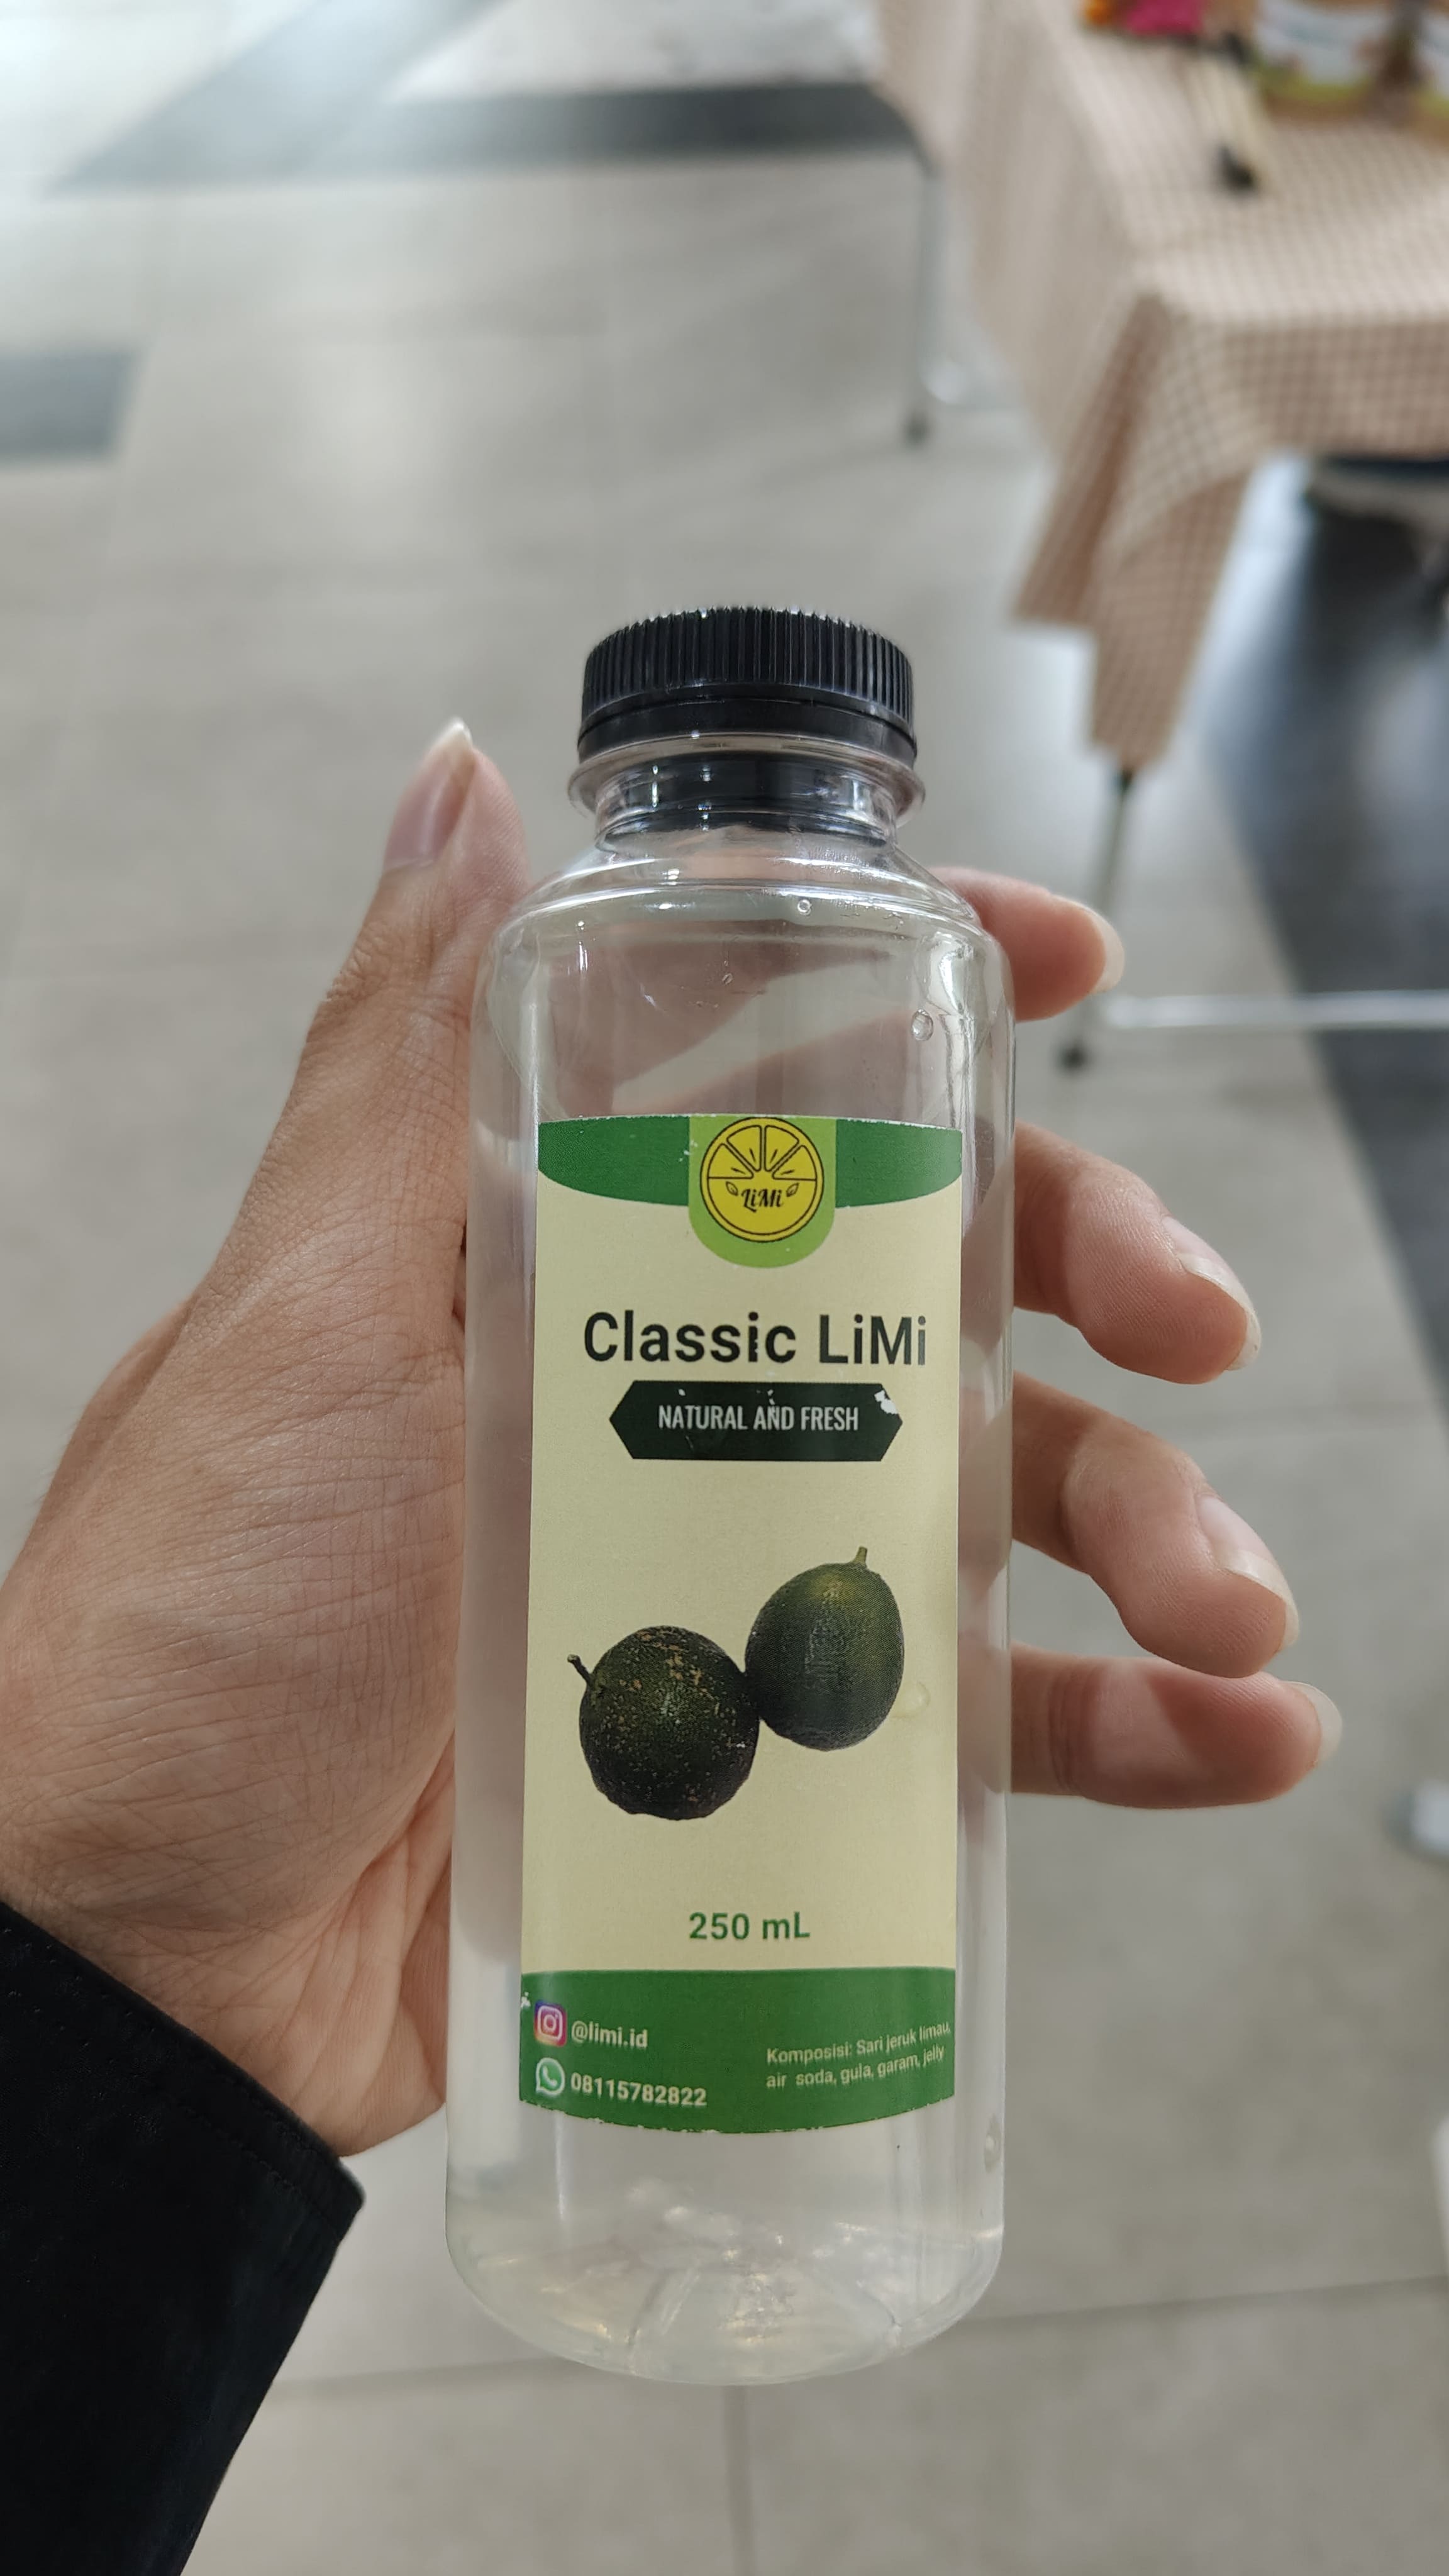 LiMi
Classic LiMi
NATURAL AND FRESH
250 mL
@limi.id
08115782822
Komposisi: Sari jeruk limau,
air soda, gula, garam, jelly